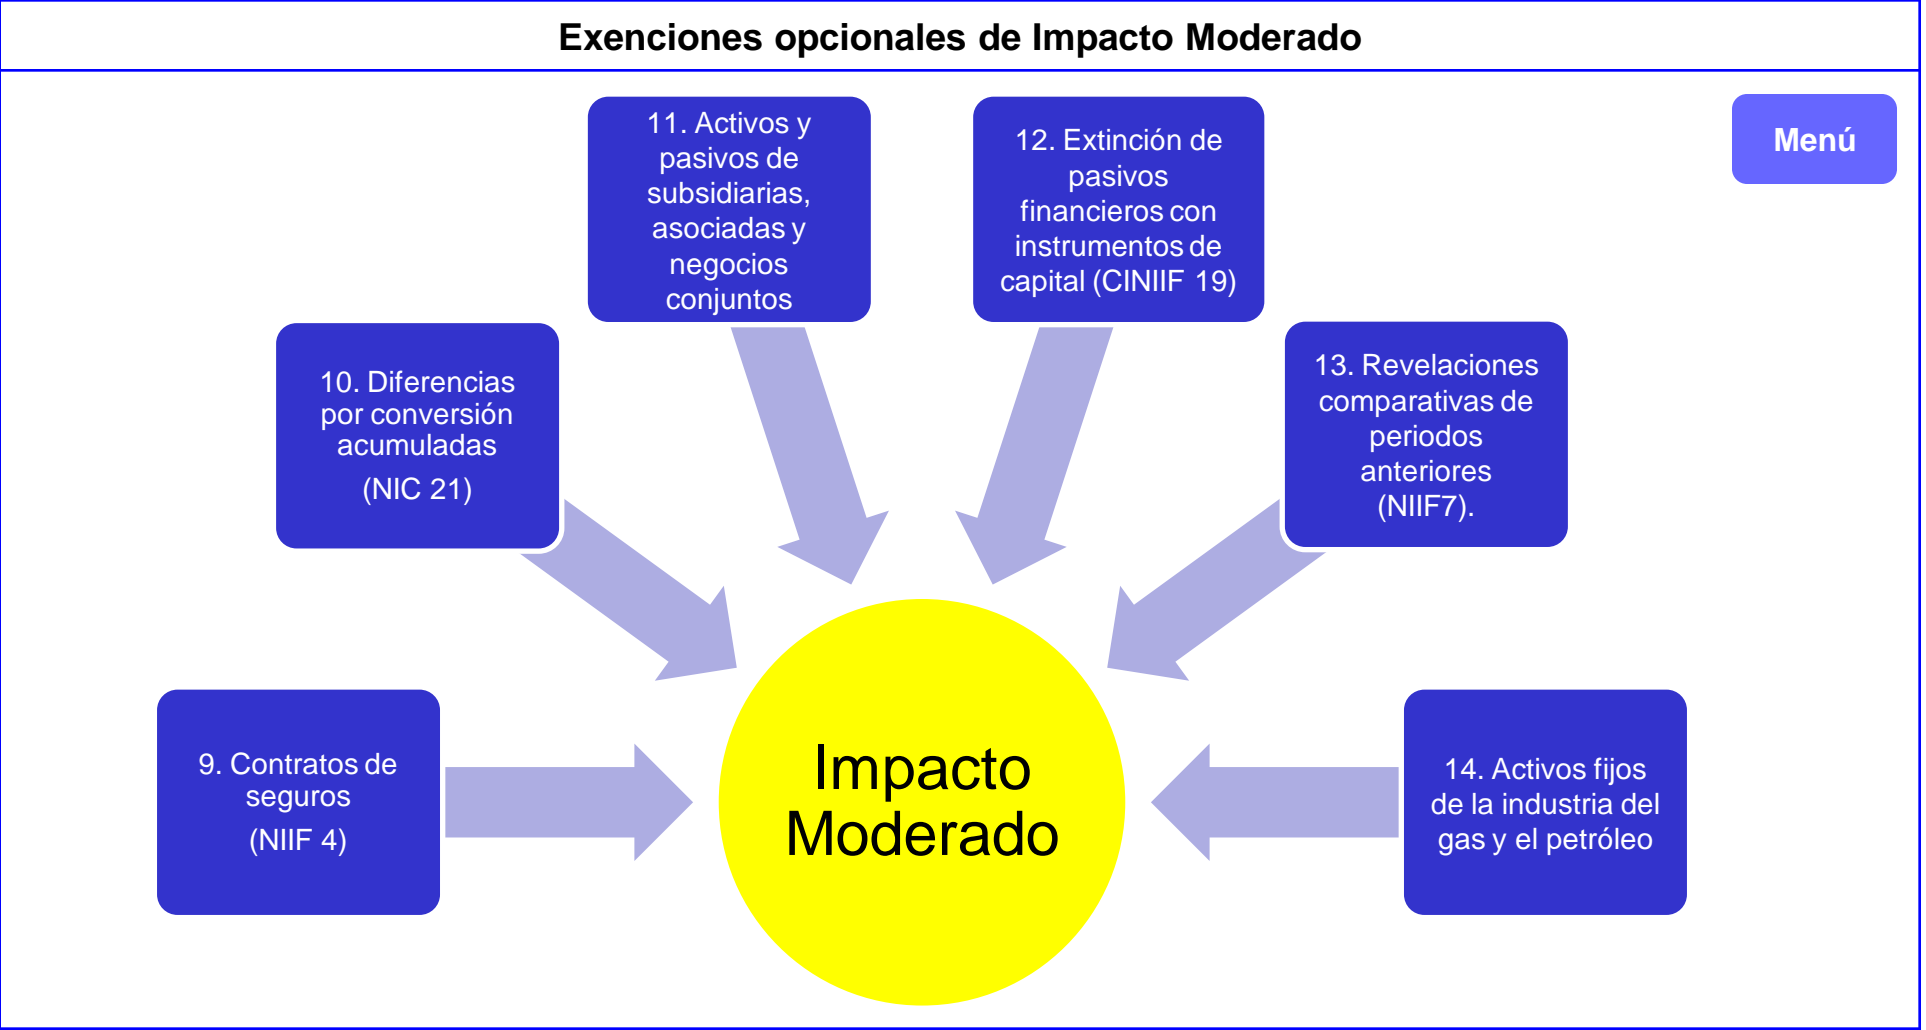 Exenciones opcionales de Impacto Moderado
Menú
9. Contratos de
seguros
(NIIF 4)
10. Diferencias
por conversión
acumuladas
(NIC 21)
11. Activos y
pasivos de
subsidiarias,
asociadas y
negocios
conjuntos
12. Extinción de
pasivos
financieros con
instrumentos de
capital (CINIIF 19)
13. Revelaciones
comparativas de
periodos
anteriores
(NIIF7).
14. Activos fijos
de la industria del
gas y el petróleo
Impacto
Moderado